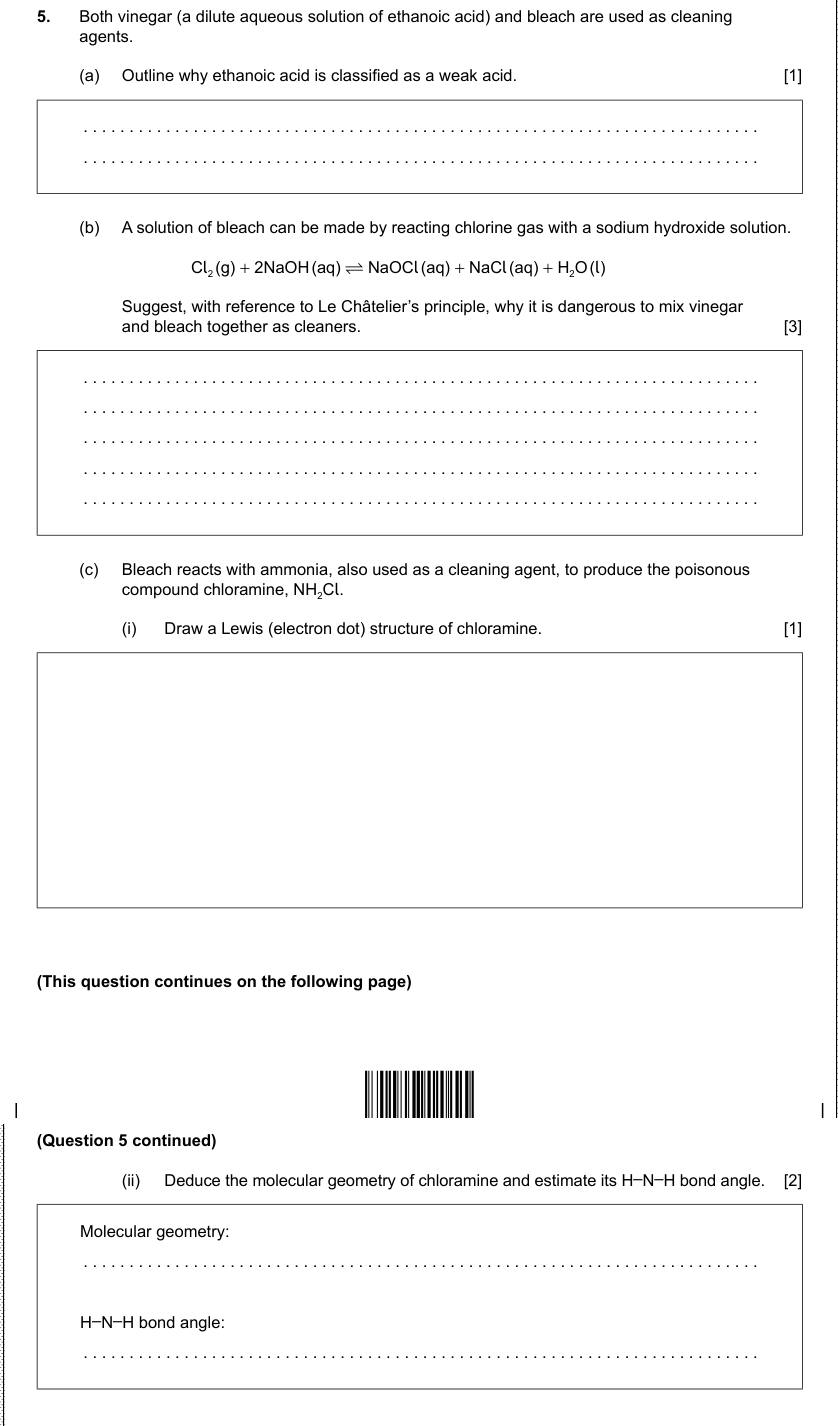 5. Both vinegar (a dilute aqueous solution of ethanoic acid) and bleach are used as cleaning
agents.
(a) Outline why ethanoic acid is classified as a weak acid. [1]
(b) A solution of bleach can be made by reacting chlorine gas with a sodium hydroxide solution.
Cl₂(g) + 2NaOH(aq) ⇌ NaOCl(aq) + NaCl(aq) + H₂O(l)
Suggest, with reference to Le Châtelier’s principle, why it is dangerous to mix vinegar
and bleach together as cleaners. [3]
(c) Bleach reacts with ammonia, also used as a cleaning agent, to produce the poisonous
compound chloramine, NH₂Cl.
(i) Draw a Lewis (electron dot) structure of chloramine. [1]
(This question continues on the following page)
(Question 5 continued)
(ii) Deduce the molecular geometry of chloramine and estimate its H–N–H bond angle. [2]
Molecular geometry:
H–N–H bond angle: